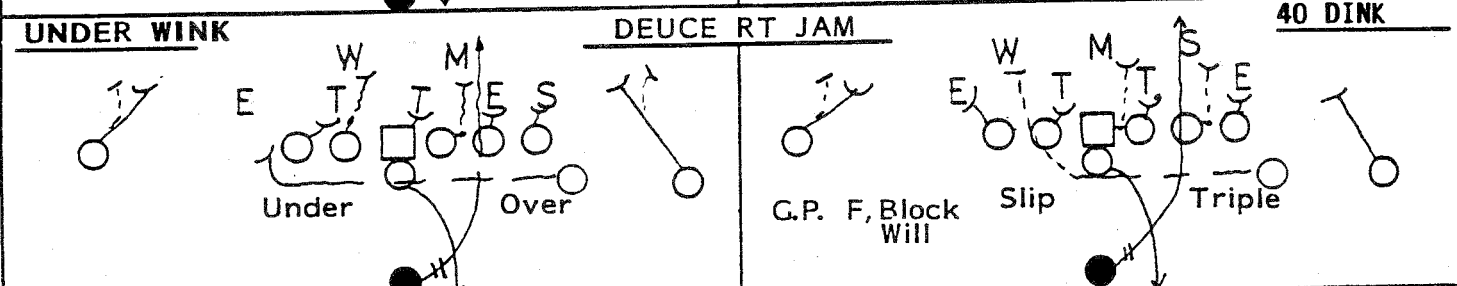 UNDER WINK
DEUCE RT JAM
40 DINK
W M
E T T E S
Under Over
W M S
E T T E
G.P. F, Block
Will
Slip Triple